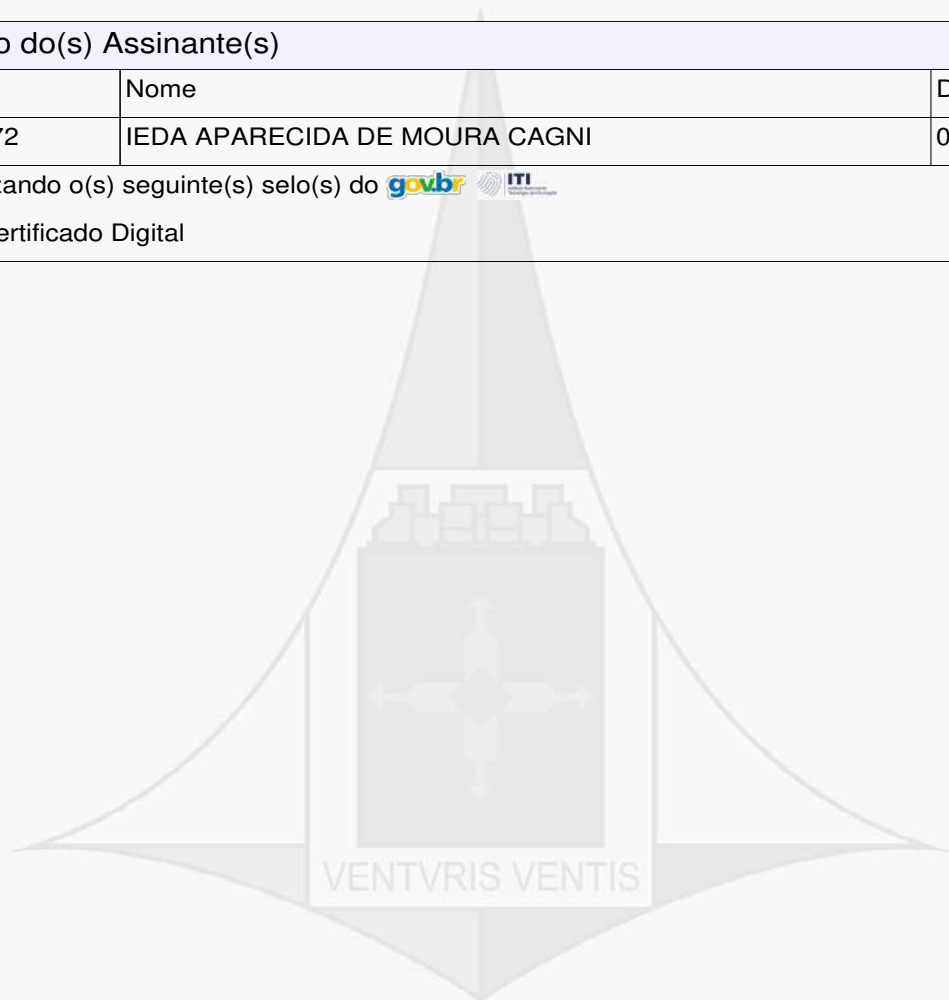 o do(s) Assinante(s)
Nome D
72 IEDA APARECIDA DE MOURA CAGNI 0
zando o(s) seguinte(s) selo(s) do gov.br ITI
ertificado Digital
VENTVRIS VENTIS